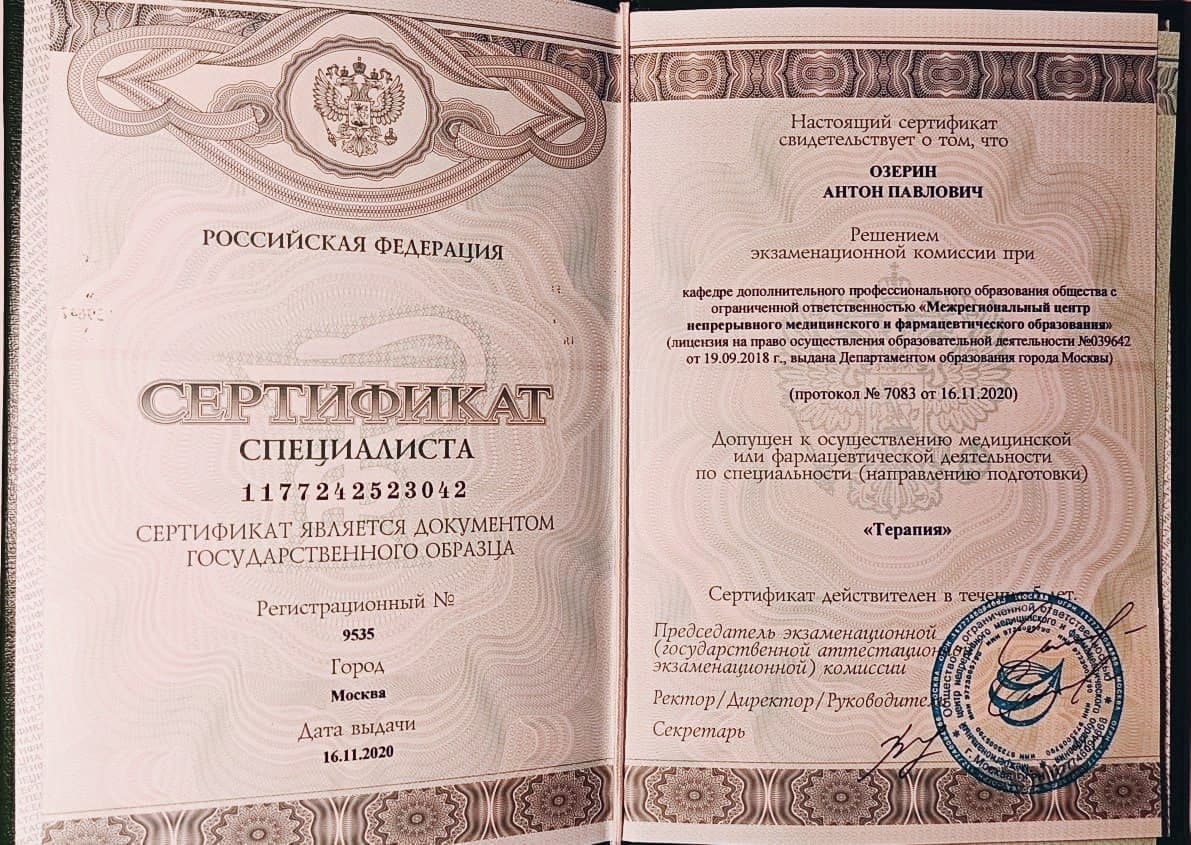 РОССИЙСКАЯ ФЕДЕРАЦИЯ
СЕРТИФИКАТ
СПЕЦИАЛИСТА
1177242523042
СЕРТИФИКАТ ЯВЛЯЕТСЯ ДОКУМЕНТОМ
ГОСУДАРСТВЕННОГО ОБРАЗЦА
Регистрационный №
9535
Город
Москва
Дата выдачи
16.11.2020
Настоящий сертификат
свидетельствует о том, что
ОЗЕРИН
АНТОН ПАВЛОВИЧ
Решением
экзаменационной комиссии при
кафедре дополнительного профессионального образования общества с
ограниченной ответственностью «Межрегиональный центр
непрерывного медицинского и фармацевтического образования»
(лицензия на право осуществления образовательной деятельности №039642
от 19.09.2018 г., выдана Департаментом образования города Москвы)
(протокол № 7083 от 16.11.2020)
Допущен к осуществлению медицинской
или фармацевтической деятельности
по специальности (направлению подготовки)
«Терапия»
Сертификат действителен в течение лет.
Председатель экзаменационной
(государственной аттестацион
экзаменационной) комиссии
Ректор/Директор/Руководитель
Секретарь
Общество с ограниченной ответственностью